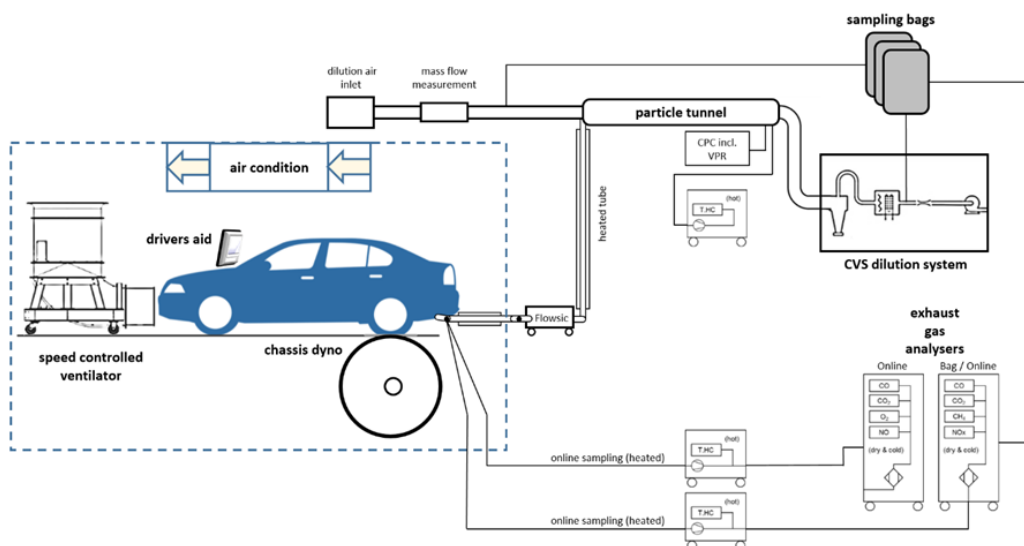 sampling bags
dilution air
inlet
mass flow
measurement
particle tunnel
CPC incl.
VPR
air condition
(hot)
T.HC
heated tube
drivers aid
CVS dilution system
Flowsic
exhaust
gas
analysers
chassis dyno
speed controlled
ventilator
Online
Bag / Online
CO
CO₂
O₂
NO
(dry & cold)
CO
CO₂
CH₄
NOx
(dry & cold)
online sampling (heated)
(hot)
T.HC
online sampling (heated)
(hot)
T.HC